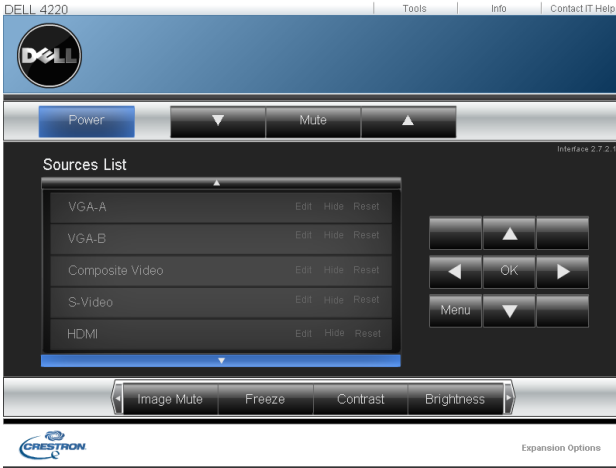 DELL 4220
Tools
Info
Contact IT Help
DELL
Power
Mute
Interface 2.7.2.1
Sources List
VGA-A Edit Hide Reset
VGA-B Edit Hide Reset
Composite Video Edit Hide Reset
S-Video Edit Hide Reset
HDMI Edit Hide Reset
OK
Menu
Image Mute
Freeze
Contrast
Brightness
CRESTRON
Expansion Options